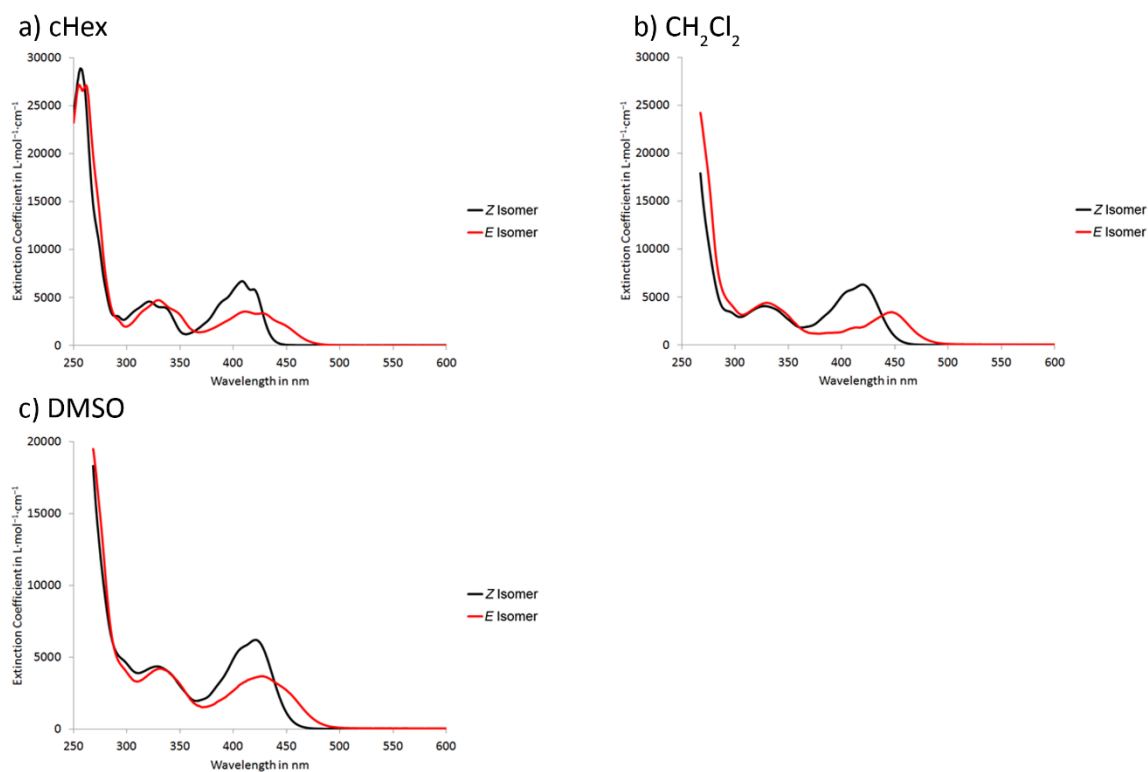 a) cHex
30000
25000
20000
15000
10000
5000
0
250 300 350 400 450 500 550 600
Extinction Coefficient in L·mol⁻¹·cm⁻¹
Wavelength in nm
Z Isomer
E Isomer
b) CH₂Cl₂
30000
25000
20000
15000
10000
5000
0
250 300 350 400 450 500 550 600
Extinction Coefficient in L·mol⁻¹·cm⁻¹
Wavelength in nm
Z Isomer
E Isomer
c) DMSO
20000
15000
10000
5000
0
250 300 350 400 450 500 550 600
Extinction Coefficient in L·mol⁻¹·cm⁻¹
Wavelength in nm
Z Isomer
E Isomer